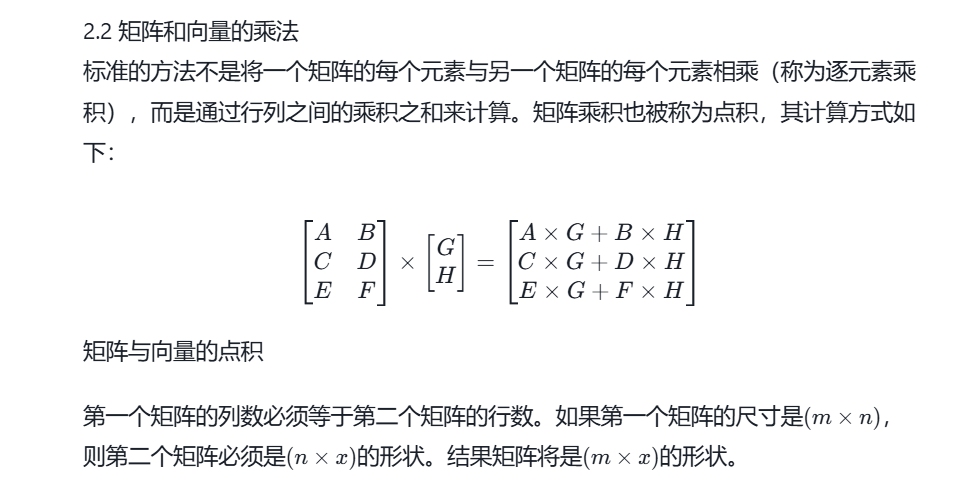 2.2 矩阵和向量的乘法
标准的方法不是将一个矩阵的每个元素与另一个矩阵的每个元素相乘（称为逐元素乘
积），而是通过行列之间的乘积之和来计算。矩阵乘积也被称为点积，其计算方式如
下：
$$\begin{bmatrix} A & B \\ C & D \\ E & F \end{bmatrix} \times \begin{bmatrix} G \\ H \end{bmatrix} = \begin{bmatrix} A \times G + B \times H \\ C \times G + D \times H \\ E \times G + F \times H \end{bmatrix}$$
矩阵与向量的点积
第一个矩阵的列数必须等于第二个矩阵的行数。如果第一个矩阵的尺寸是(m × n)，
则第二个矩阵必须是(n × x)的形状。结果矩阵将是(m × x)的形状。